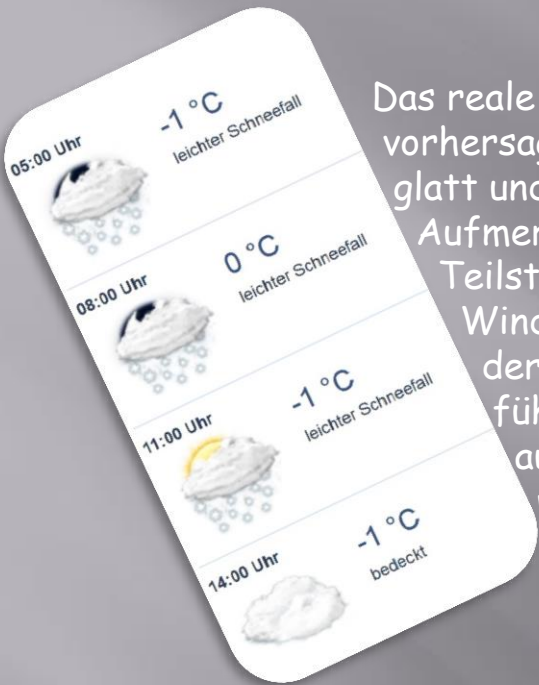 05:00 Uhr
-1 °C
leichter Schneefall
08:00 Uhr
0 °C
leichter Schneefall
11:00 Uhr
-1 °C
leichter Schneefall
14:00 Uhr
-1 °C
bedeckt
Das reale
vorhersag
glatt und
Aufmer
Teilst
Wind
der
füh
au